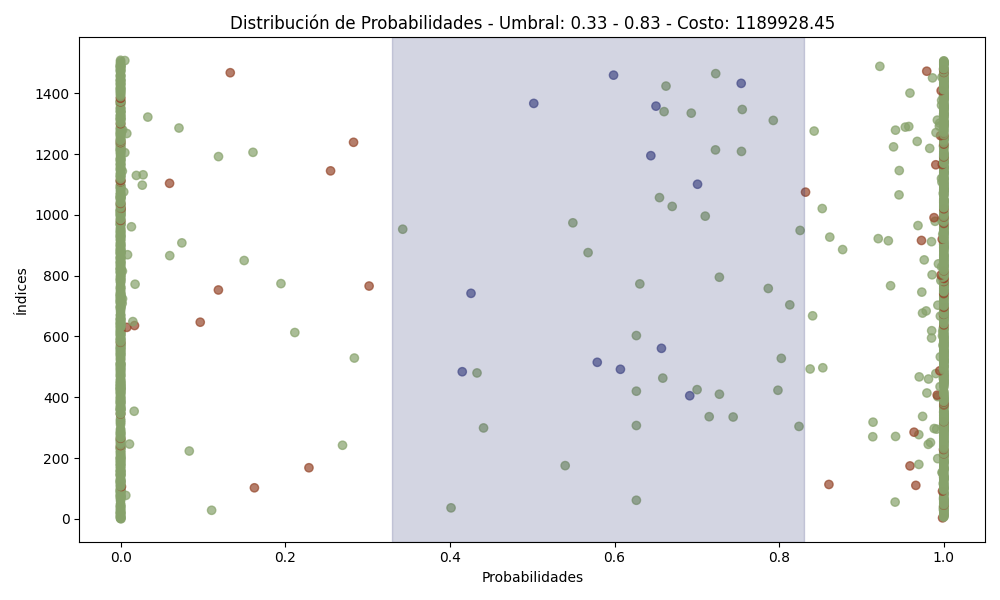 Distribución de Probabilidades - Umbral: 0.33 - 0.83 - Costo: 1189928.45
Índices
1400
1200
1000
800
600
400
200
0
0.0 0.2 0.4 0.6 0.8 1.0
Probabilidades